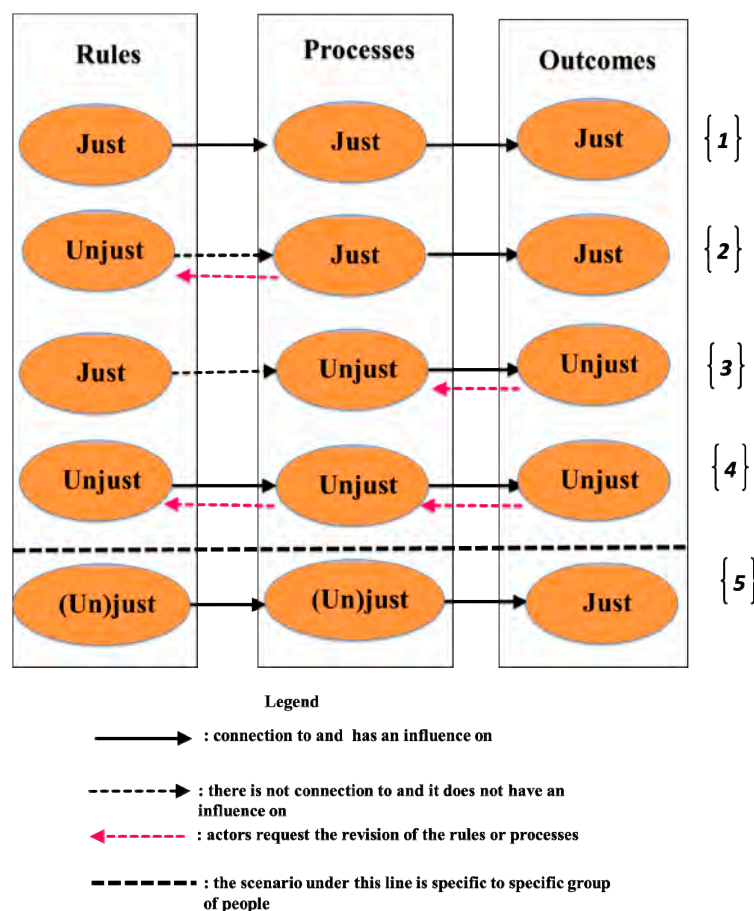 Rules Processes Outcomes
Just Just Just {1}
Unjust Just Just {2}
Just Unjust Unjust {3}
Unjust Unjust Unjust {4}
(Un)just (Un)just Just {5}
Legend
: connection to and has an influence on
: there is not connection to and it does not have an
influence on
: actors request the revision of the rules or processes
: the scenario under this line is specific to specific group
of people